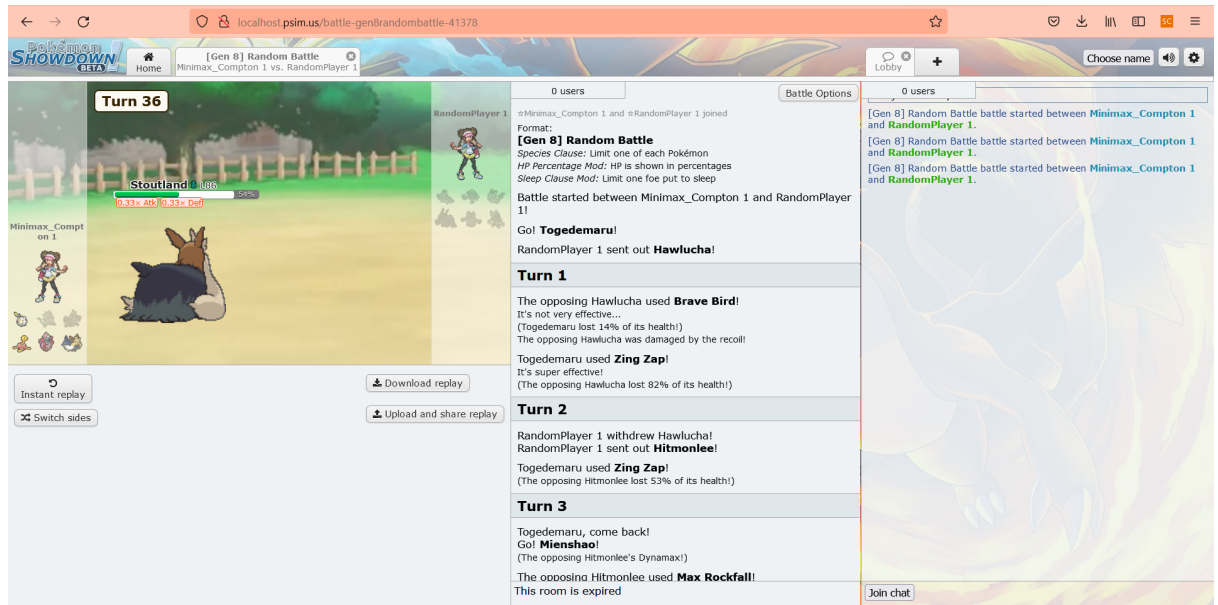 localhost.psim.us/battle-gen8randombattle-41378
SC
Pokémon
SHOWDOWN
BETA
Home
[Gen 8] Random Battle
Minimax_Compton 1 vs. RandomPlayer 1
Lobby
Choose name
Turn 36
Stoutland
L86
54%
0.33× Atk
0.33× Def
Minimax_Compt
on 1
RandomPlayer 1
Instant replay
Switch sides
Download replay
Upload and share replay
0 users
Battle Options
☆Minimax_Compton 1 and ☆RandomPlayer 1 joined
Format:
[Gen 8] Random Battle
Species Clause: Limit one of each Pokémon
HP Percentage Mod: HP is shown in percentages
Sleep Clause Mod: Limit one foe put to sleep
Battle started between Minimax_Compton 1 and RandomPlayer
1!
Go! Togedemaru!
RandomPlayer 1 sent out Hawlucha!
Turn 1
The opposing Hawlucha used Brave Bird!
It's not very effective...
(Togedemaru lost 14% of its health!)
The opposing Hawlucha was damaged by the recoil!
Togedemaru used Zing Zap!
It's super effective!
(The opposing Hawlucha lost 82% of its health!)
Turn 2
RandomPlayer 1 withdrew Hawlucha!
RandomPlayer 1 sent out Hitmonlee!
Togedemaru used Zing Zap!
(The opposing Hitmonlee lost 53% of its health!)
Turn 3
Togedemaru, come back!
Go! Mienshao!
(The opposing Hitmonlee's Dynamax!)
The opposing Hitmonlee used Max Rockfall!
This room is expired
0 users
[Gen 8] Random Battle battle started between Minimax_Compton 1
and RandomPlayer 1.
[Gen 8] Random Battle battle started between Minimax_Compton 1
and RandomPlayer 1.
[Gen 8] Random Battle battle started between Minimax_Compton 1
and RandomPlayer 1.
Join chat